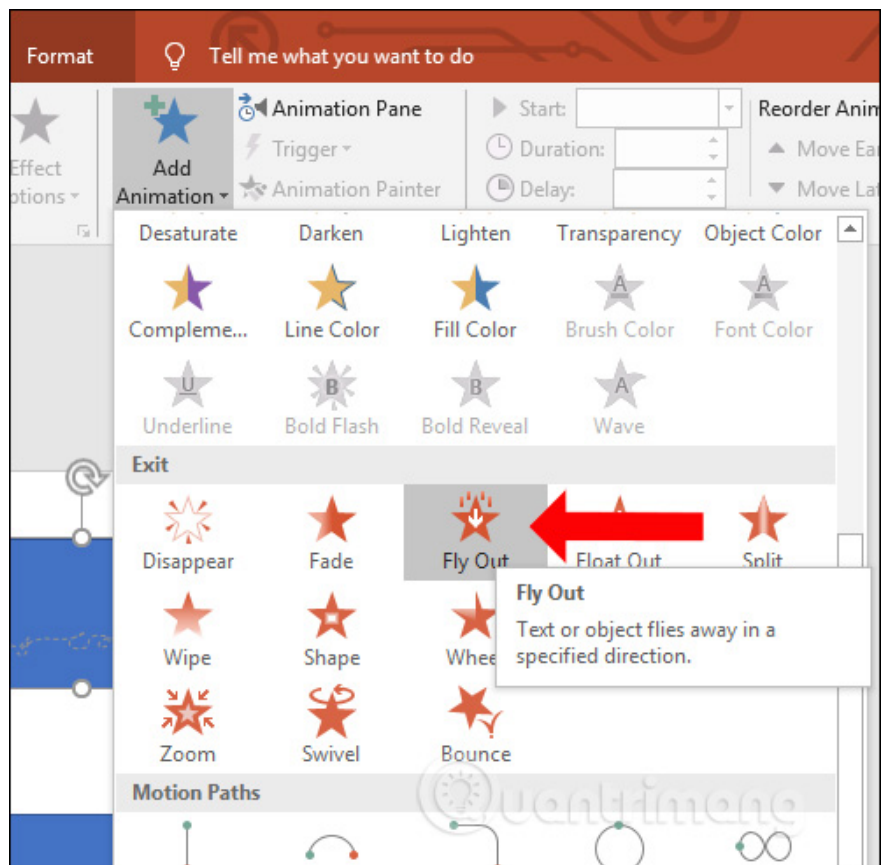 Format Tell me what you want to do
Animation Pane Start: Reorder Anim
Effect Add Trigger Duration: Move Ear
ptions Animation Animation Painter Delay: Move Lat
Desaturate Darken Lighten Transparency Object Color
Compleme... Line Color Fill Color Brush Color Font Color
U B B A
Underline Bold Flash Bold Reveal Wave
Exit
Disappear Fade Fly Out Float Out Split
Fly Out
Text or object flies away in a
specified direction.
Wipe Shape Whee
Zoom Swivel Bounce
Motion Paths
Quantrimang